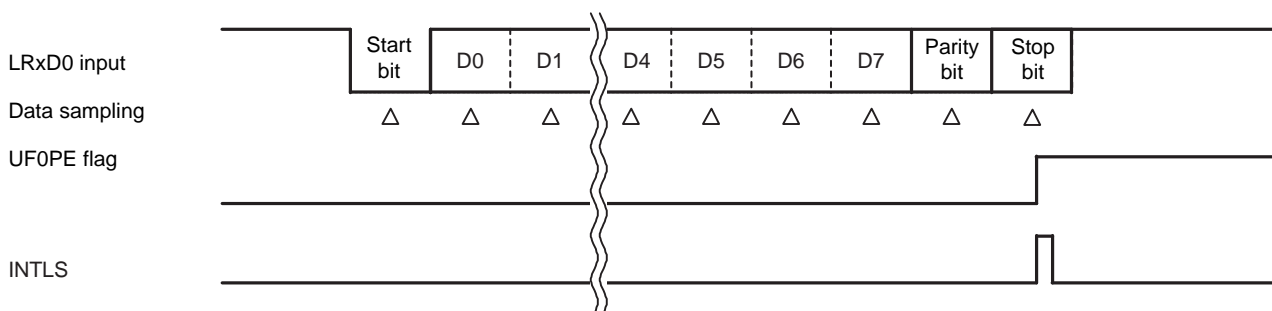 LRxD0 input
Start bit
D0
D1
D4
D5
D6
D7
Parity bit
Stop bit
Data sampling
UF0PE flag
INTLS